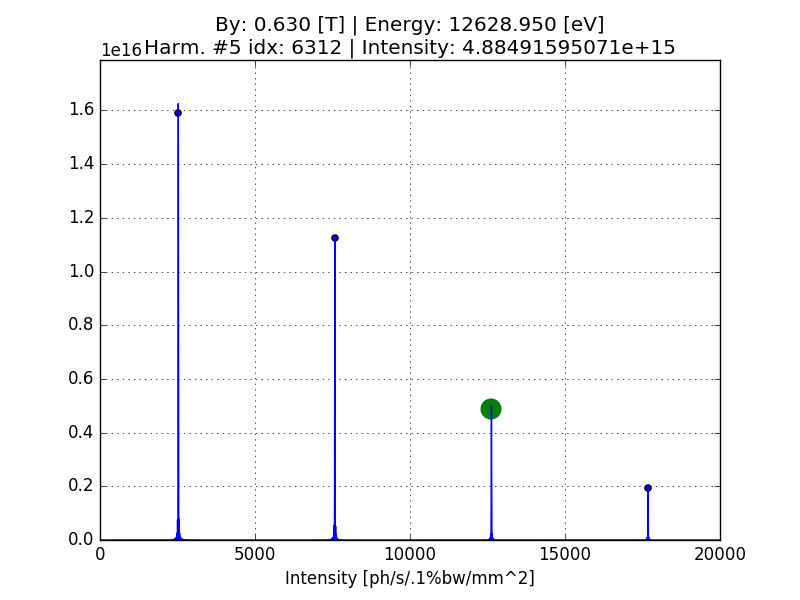 By: 0.630 [T] | Energy: 12628.950 [eV]
Harm. #5 idx: 6312 | Intensity: 4.88491595071e+15
1e16
1.6
1.4
1.2
1.0
0.8
0.6
0.4
0.2
0.0
0 5000 10000 15000 20000
Intensity [ph/s/.1%bw/mm^2]